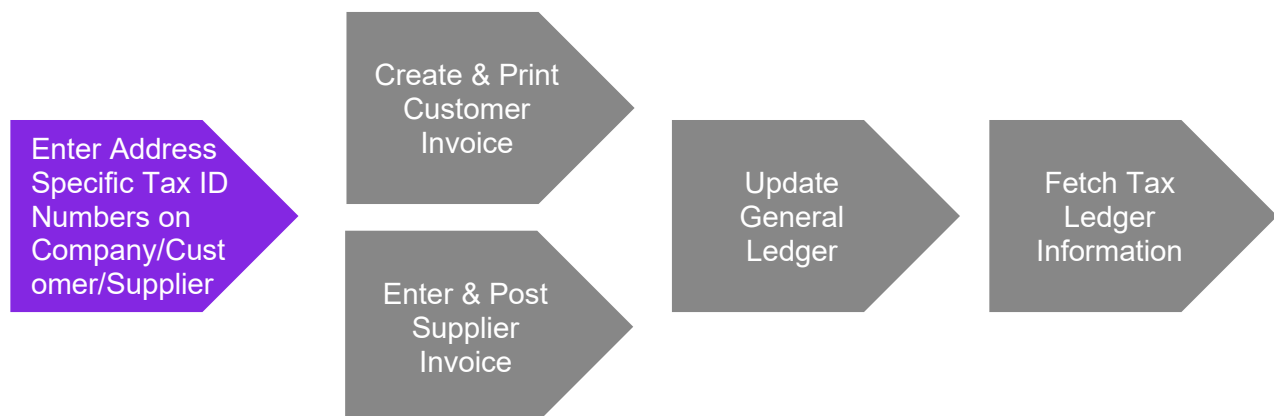 Enter Address
Specific Tax ID
Numbers on
Company/Cust
omer/Supplier
Create & Print
Customer
Invoice
Enter & Post
Supplier
Invoice
Update
General
Ledger
Fetch Tax
Ledger
Information